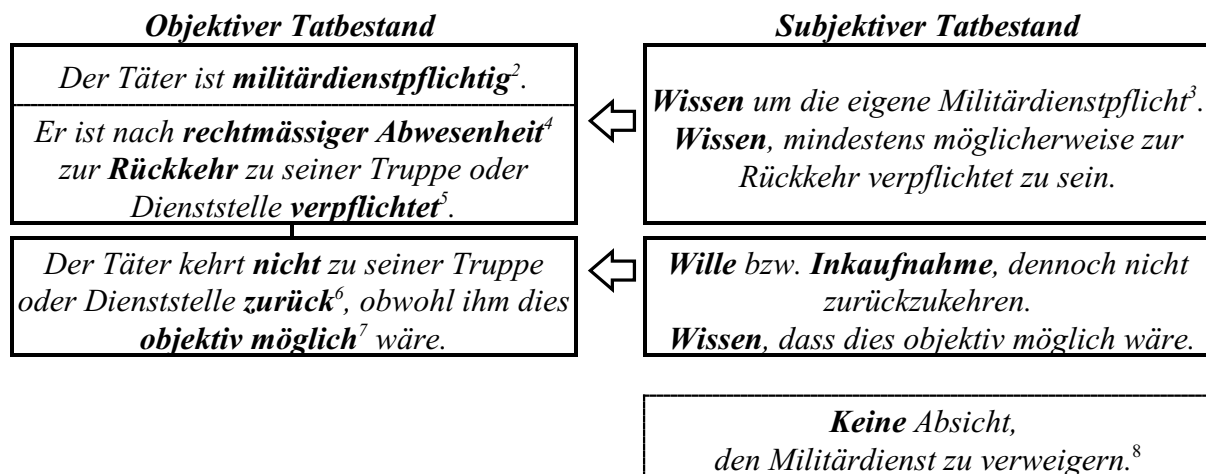 Objektiver Tatbestand
Der Täter ist militärdienstpflichtig2.
Er ist nach rechtmässiger Abwesenheit4
zur Rückkehr zu seiner Truppe oder
Dienststelle verpflichtet5.
Der Täter kehrt nicht zu seiner Truppe
oder Dienststelle zurück6, obwohl ihm dies
objektiv möglich7 wäre.
Subjektiver Tatbestand
Wissen um die eigene Militärdienstpflicht3.
Wissen, mindestens möglicherweise zur
Rückkehr verpflichtet zu sein.
Wille bzw. Inkaufnahme, dennoch nicht
zurückzukehren.
Wissen, dass dies objektiv möglich wäre.
Keine Absicht,
den Militärdienst zu verweigern.8